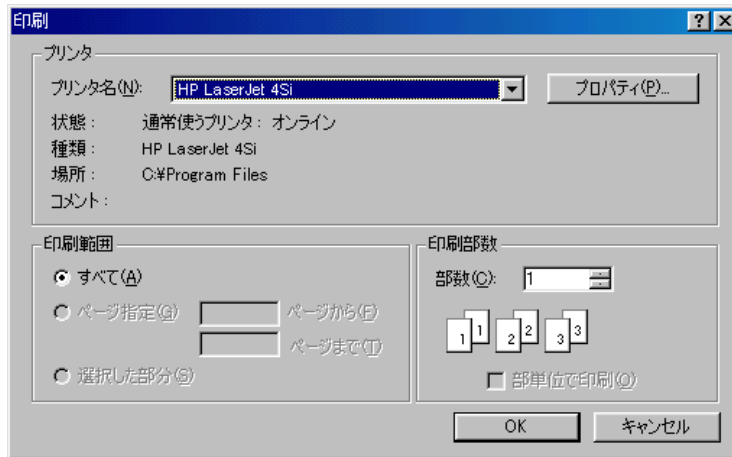 印刷
プリンタ
プリンタ名(N): HP LaserJet 4Si プロパティ(P)...
状態： 通常使うプリンタ： オンライン
種類： HP LaserJet 4Si
場所： C:¥Program Files
コメント：
印刷範囲
すべて(A)
ページ指定(G) ページから(F)
ページまで(T)
選択した部分(S)
印刷部数
部数(C): 1
1 1 2 2 3 3
部単位で印刷(O)
OK キャンセル